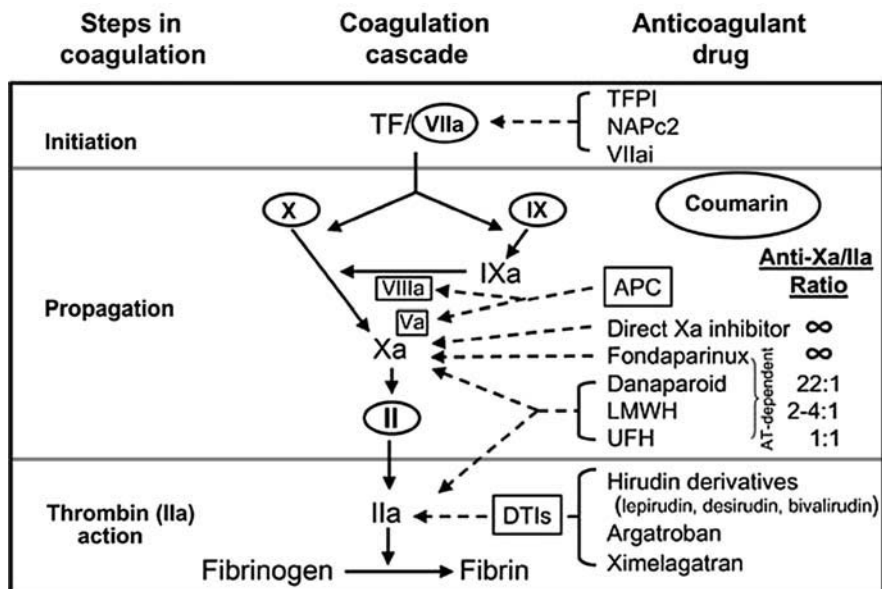 Steps in
coagulation
Coagulation
cascade
Anticoagulant
drug
Initiation
TF/VIIa
TFPI
NAPc2
VIIai
Propagation
X
IX
IXa
VIIIa
Va
Xa
II
Coumarin
Anti-Xa/IIa
Ratio
APC
Direct Xa inhibitor ∞
Fondaparinux ∞
Danaparoid 22:1
LMWH 2-4:1
UFH 1:1
AT-dependent
Thrombin (IIa)
action
IIa
Fibrinogen
Fibrin
DTIs
Hirudin derivatives
(lepirudin, desirudin, bivalirudin)
Argatroban
Ximelagatran